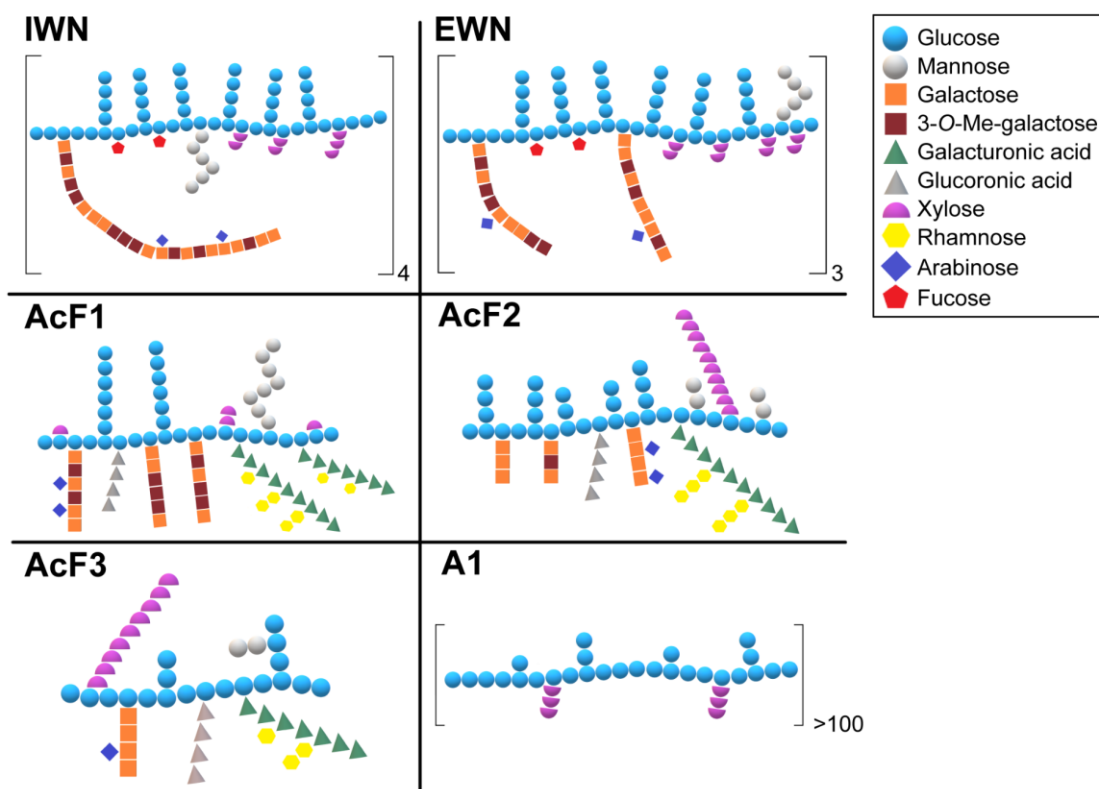 IWN
4
EWN
3
Glucose
Mannose
Galactose
3-O-Me-galactose
Galacturonic acid
Glucoronic acid
Xylose
Rhamnose
Arabinose
Fucose
AcF1
AcF2
AcF3
A1
>100